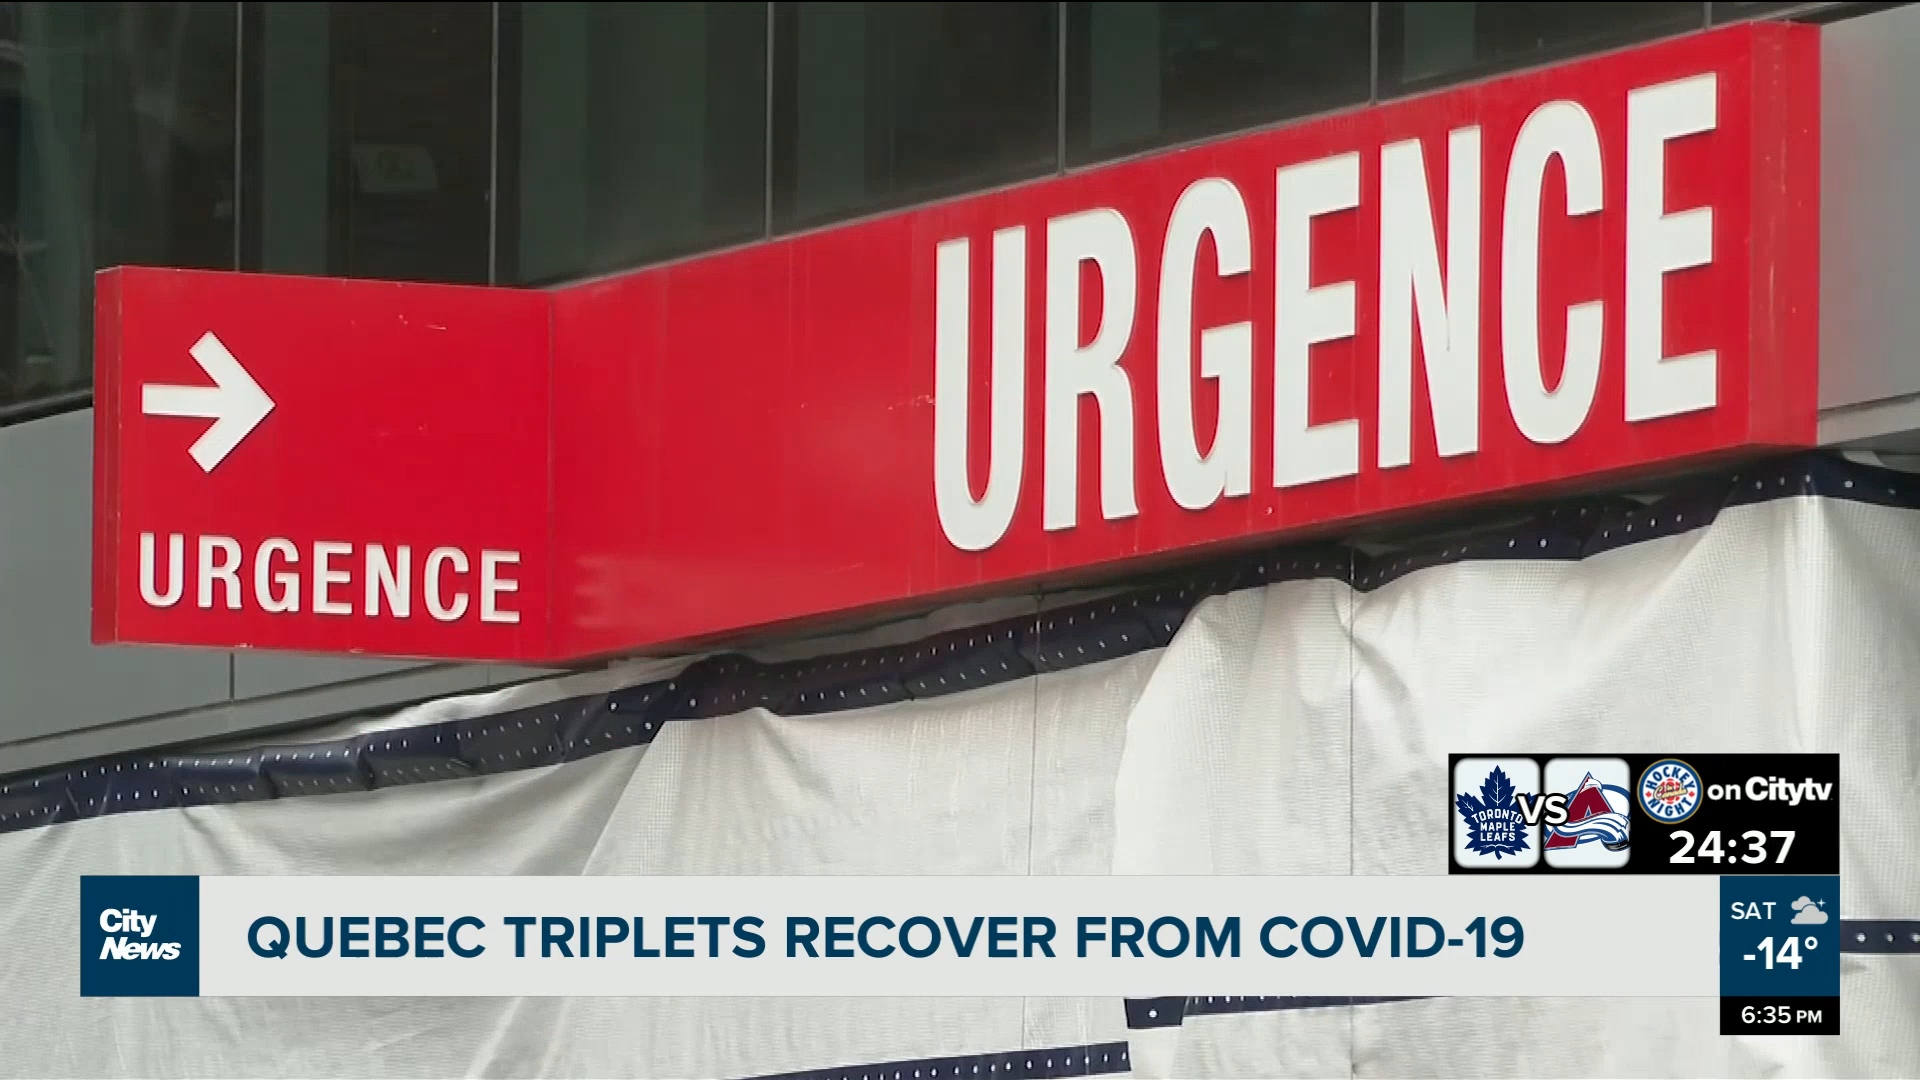 URGENCE
URGENCE
TORONTO
MAPLE
LEAFS
VS
HOCKEY
NIGHT
on Citytv
24:37
City
News
QUEBEC TRIPLETS RECOVER FROM COVID-19
SAT
-14°
6:35 PM